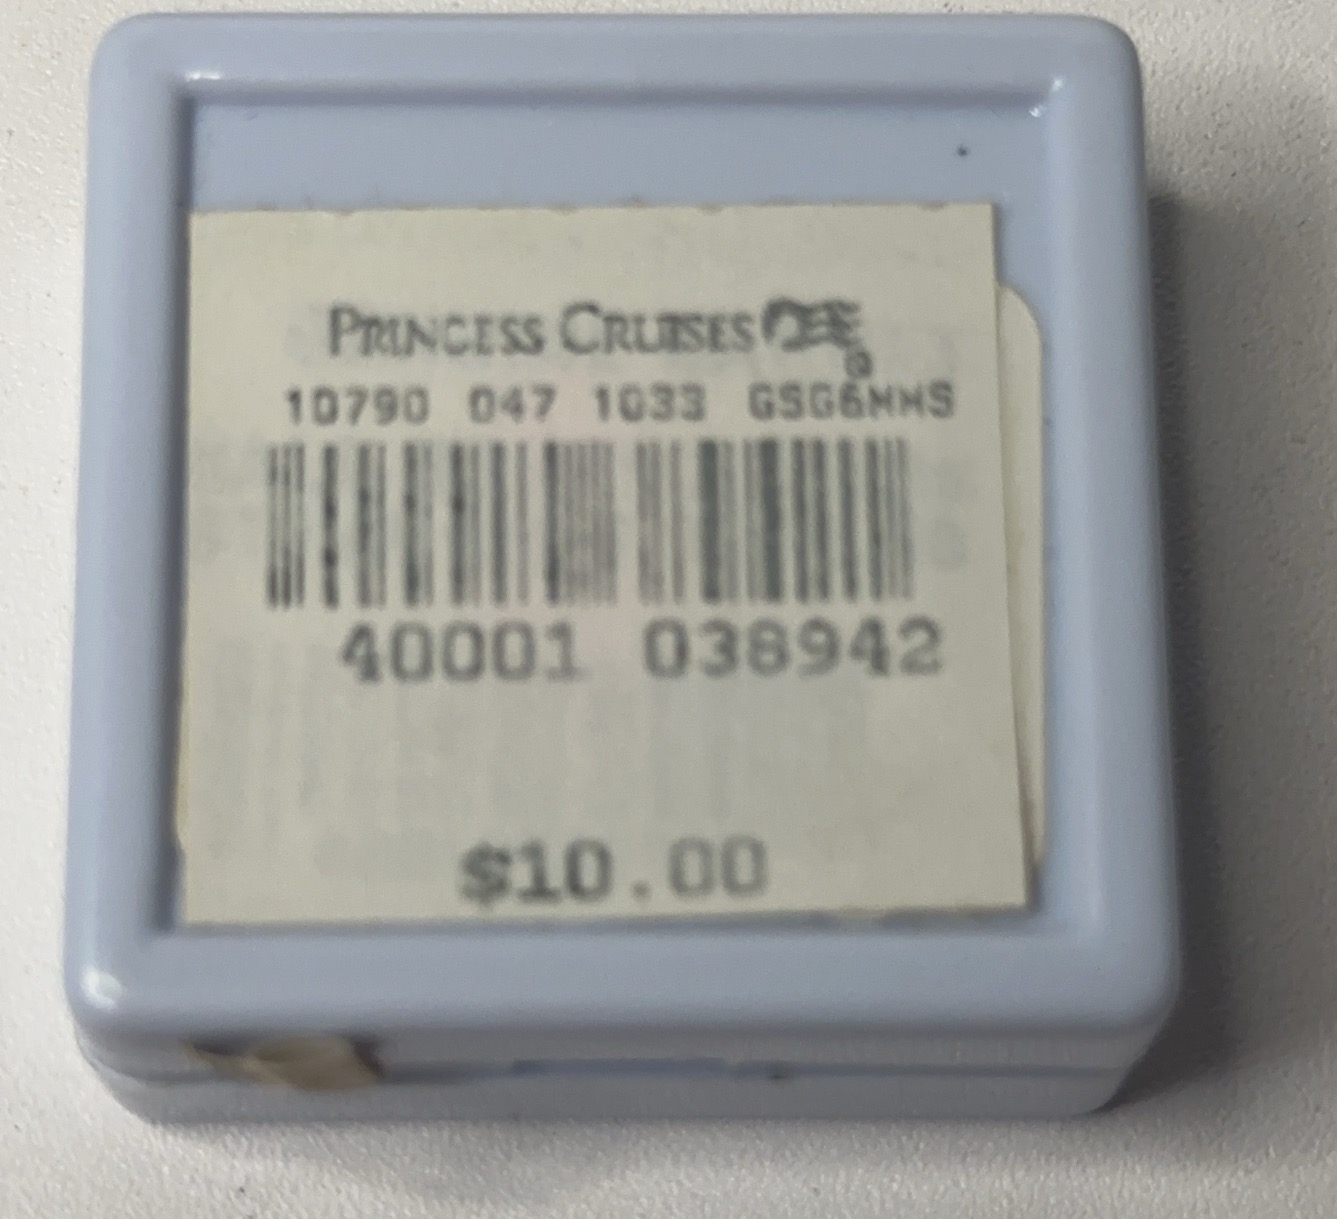 PRINCESS CRUISES
10790 047 1033 GSG6MMS
40001 038942
$10.00